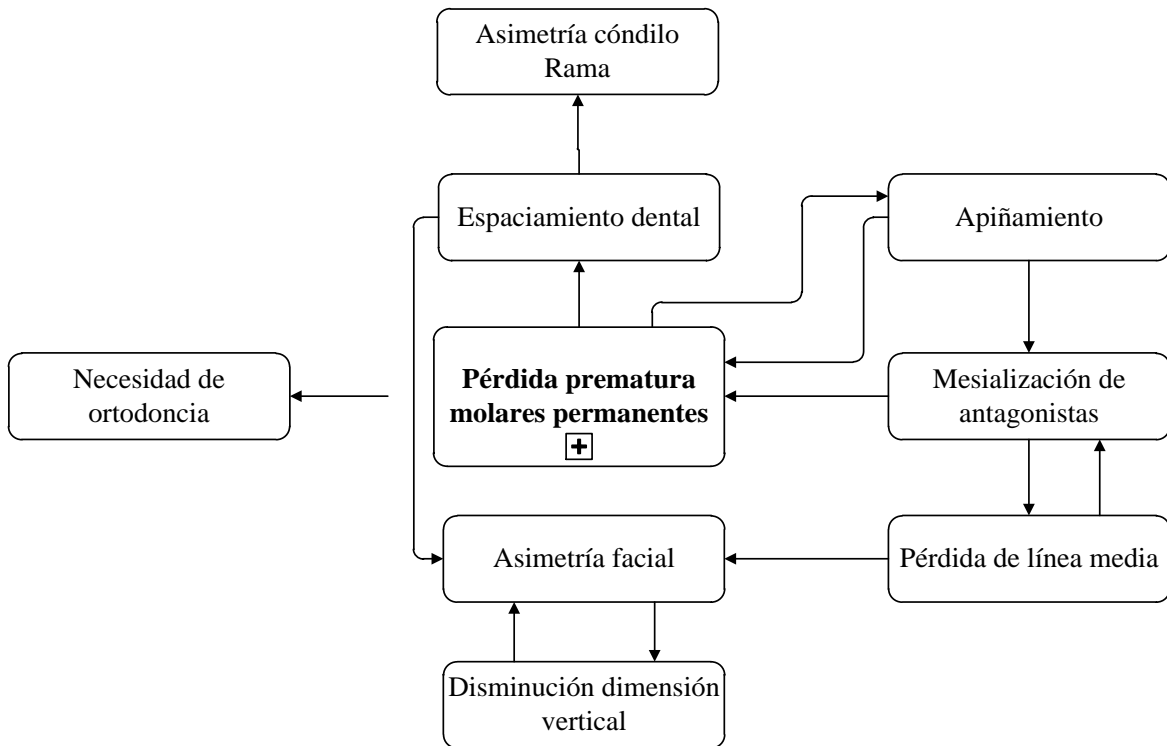 Asimetría cóndilo
Rama
Espaciamiento dental
Apiñamiento
Necesidad de
ortodoncia
Pérdida prematura
molares permanentes
Mesialización de
antagonistas
Asimetría facial
Pérdida de línea media
Disminución dimensión
vertical